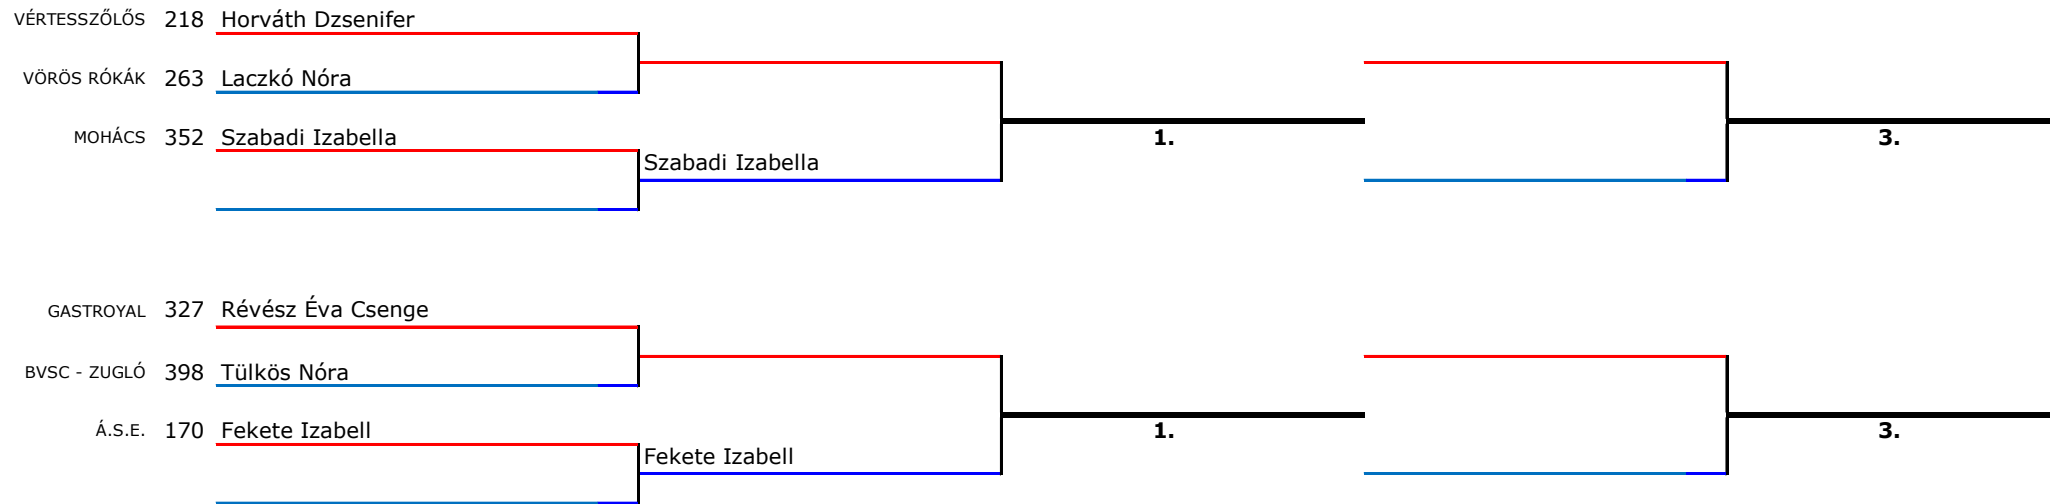 VÉRTESSZŐLŐS 218 Horváth Dzsenifer
VÖRÖS RÓKÁK 263 Laczkó Nóra
MOHÁCS 352 Szabadi Izabella
1.
3.
Szabadi Izabella
GASTROYAL 327 Révész Éva Csenge
BVSC - ZUGLÓ 398 Tülkös Nóra
Á.S.E. 170 Fekete Izabell
1.
3.
Fekete Izabell